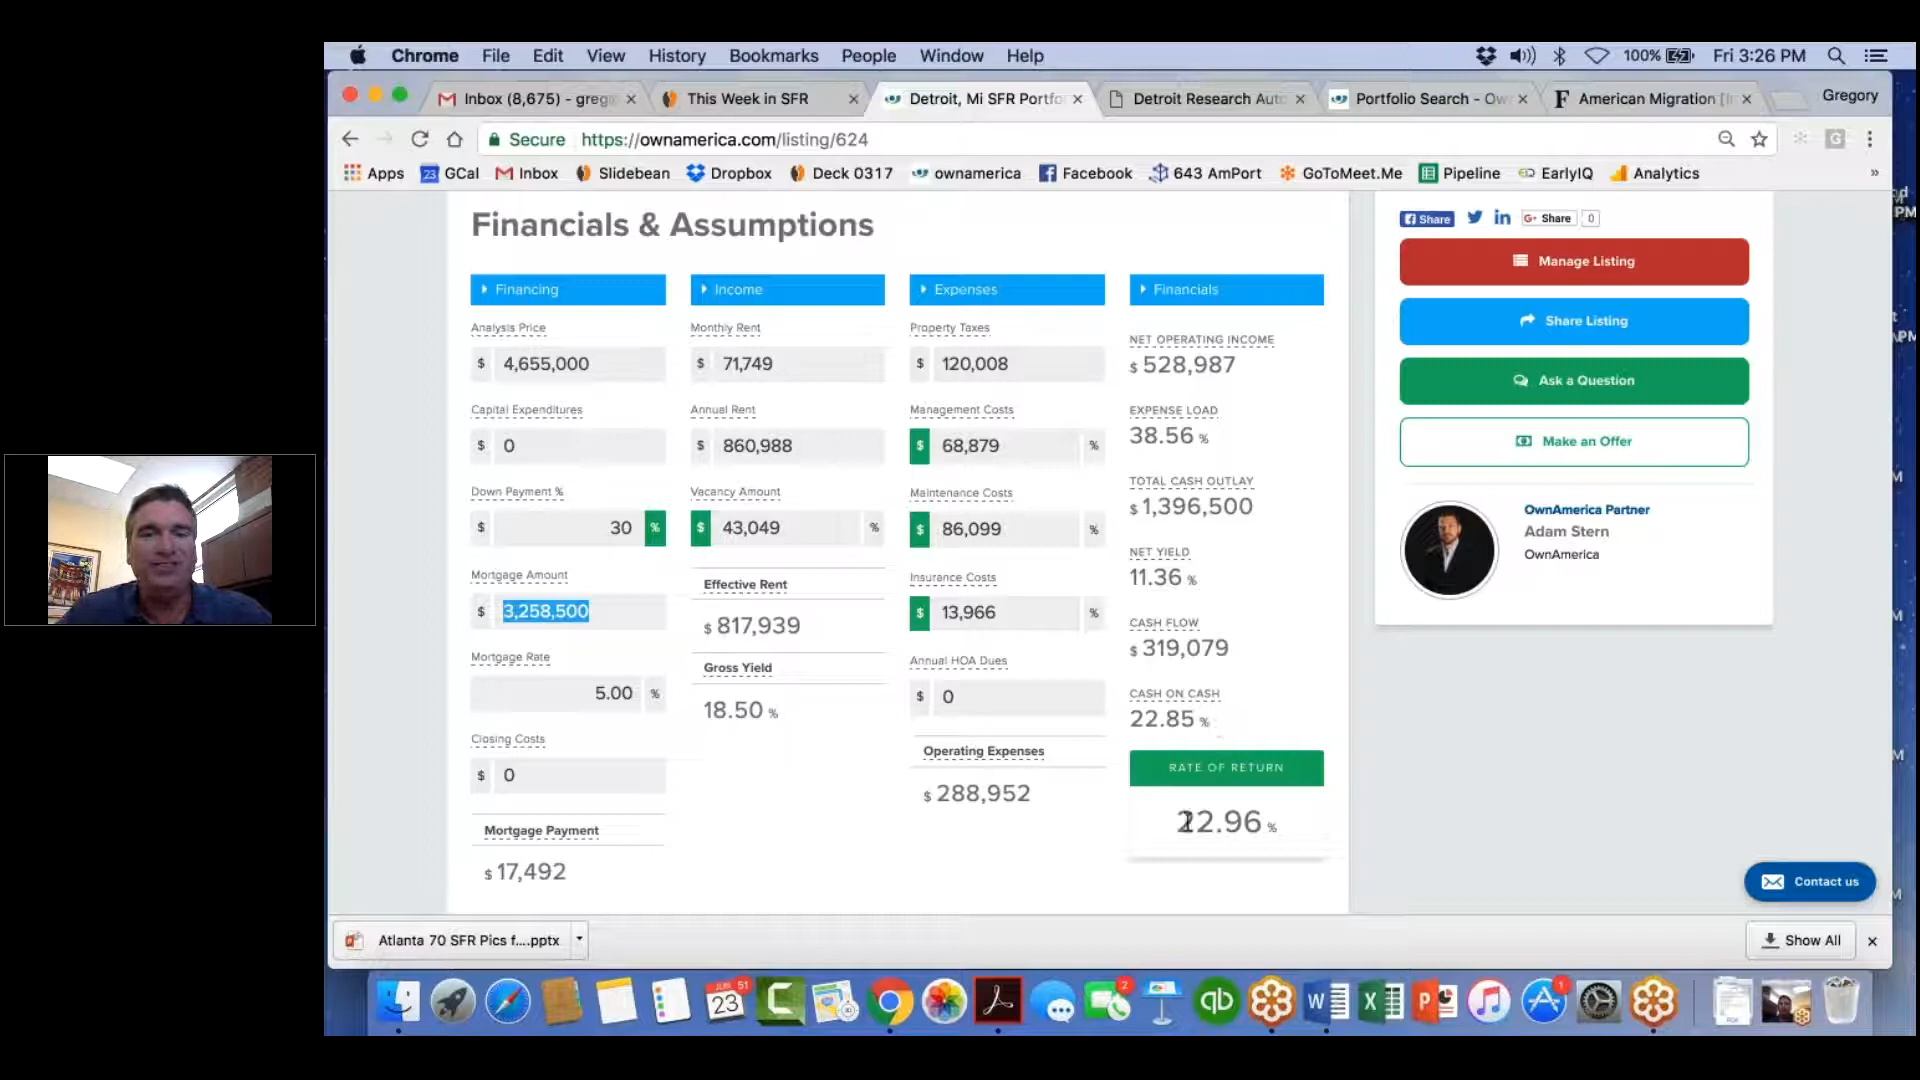 Chrome File Edit View History Bookmarks People Window Help 100% Fri 3:26 PM
Inbox (8,675) - greg
This Week in SFR
Detroit, Mi SFR Portfo
Detroit Research Auto
Portfolio Search - Ow
American Migration [I
Gregory
Secure https://ownamerica.com/listing/624
Apps GCal Inbox Slidebean Dropbox Deck 0317 ownamerica Facebook 643 AmPort GoToMeet.Me Pipeline EarlyIQ Analytics »
Financials & Assumptions
Financing
Analysis Price
$ 4,655,000
Capital Expenditures
$ 0
Down Payment %
$ 30 %
Mortgage Amount
$ 3,258,500
Mortgage Rate
5.00 %
Closing Costs
$ 0
Mortgage Payment
$ 17,492
Income
Monthly Rent
$ 71,749
Annual Rent
$ 860,988
Vacancy Amount
$ 43,049 %
Effective Rent
$ 817,939
Gross Yield
18.50 %
Expenses
Property Taxes
$ 120,008
Management Costs
$ 68,879 %
Maintenance Costs
$ 86,099 %
Insurance Costs
$ 13,966 %
Annual HOA Dues
$ 0
Operating Expenses
$ 288,952
Financials
NET OPERATING INCOME
$ 528,987
EXPENSE LOAD
38.56 %
TOTAL CASH OUTLAY
$ 1,396,500
NET YIELD
11.36 %
CASH FLOW
$ 319,079
CASH ON CASH
22.85 %
RATE OF RETURN
22.96 %
Share
G+ Share 0
Manage Listing
Share Listing
Ask a Question
Make an Offer
OwnAmerica Partner
Adam Stern
OwnAmerica
Contact us
Atlanta 70 SFR Pics f....pptx
Show All
JUN 51
23
2
qb
W
X
P
1